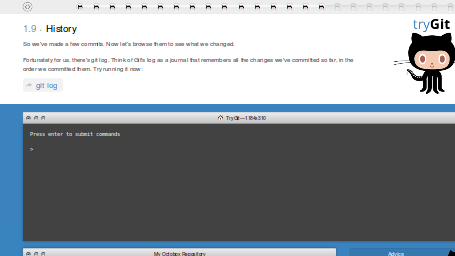 tryGit
1.9 · History
So we've made a few commits. Now let's browse them to see what we changed.
Fortunately for us, there's git log. Think of Git's log as a journal that remembers all the changes we've committed so far, in the
order we committed them. Try running it now:
git log
TryGit—118x310
Press enter to submit commands
>
My Octobox Repository
Advice